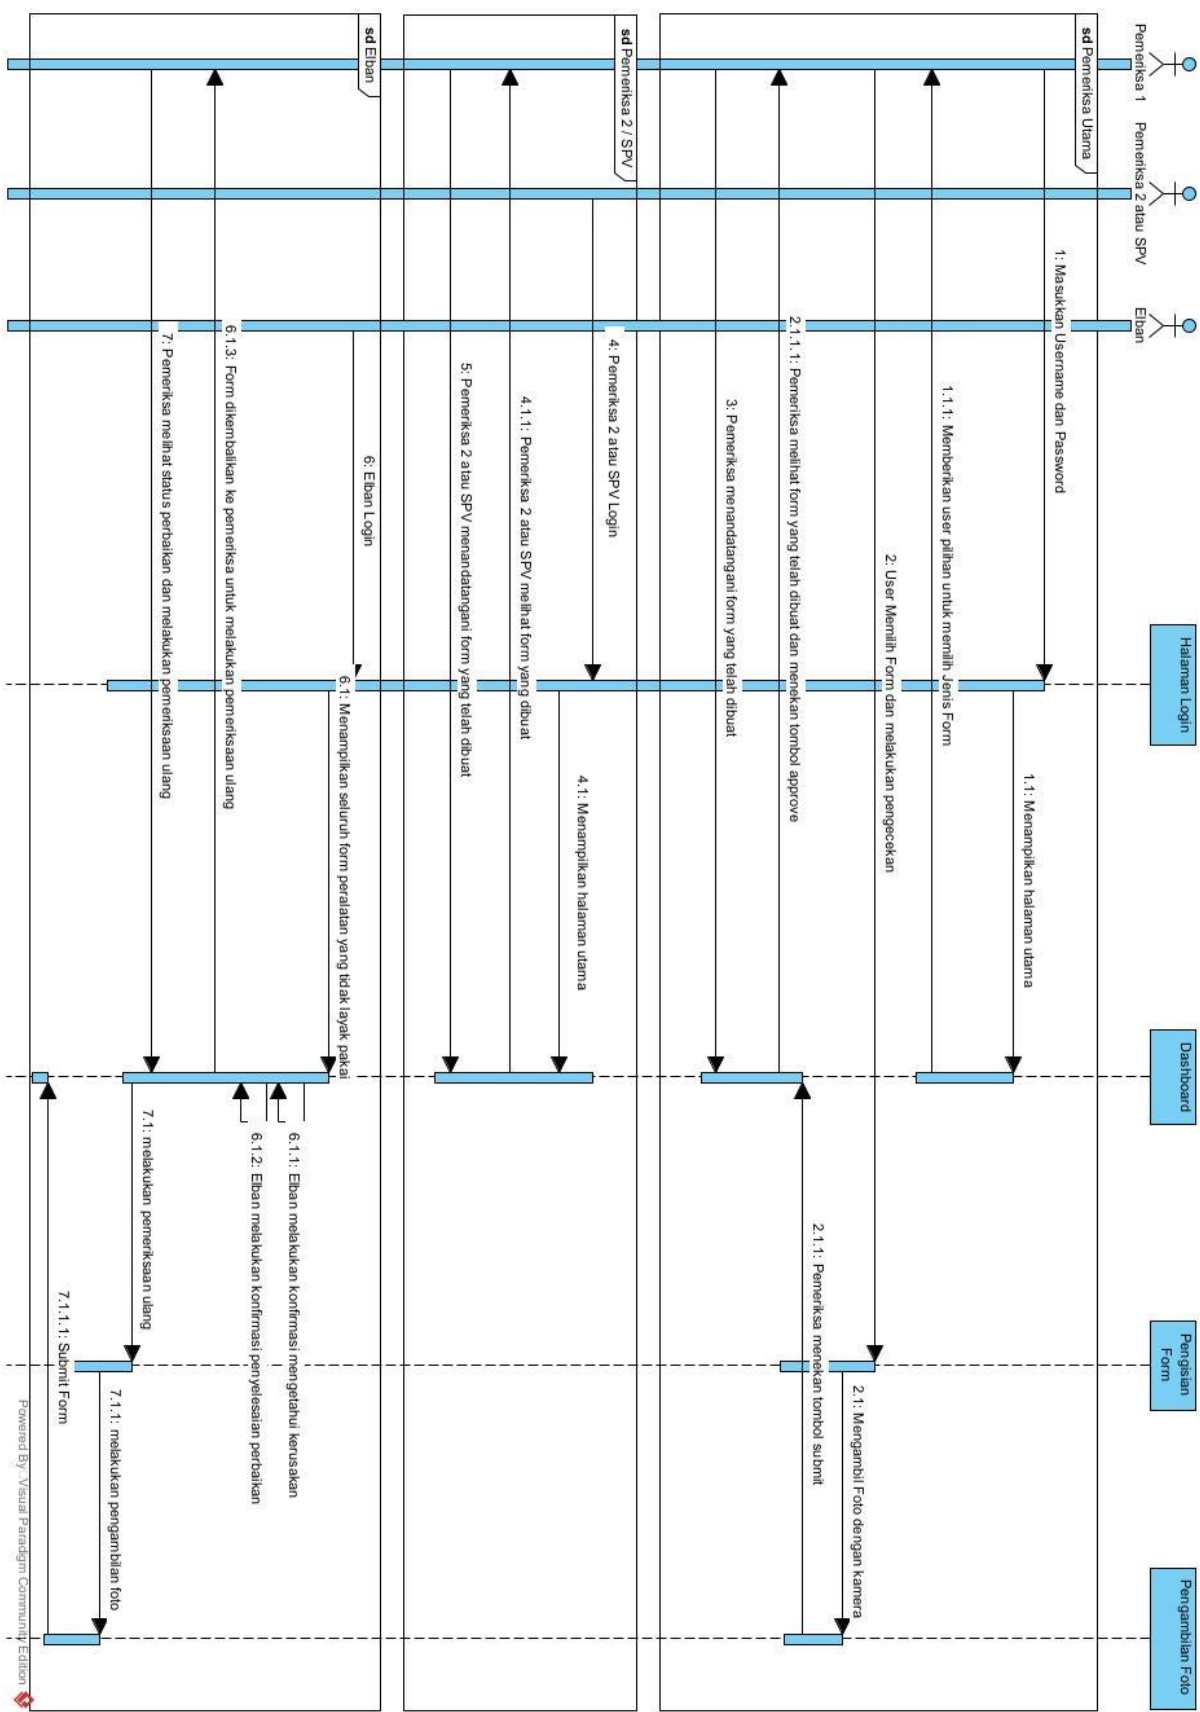 Pemeriksa 1
Pemeriksa 2 atau SPV
Elban
Halaman Login
Dashboard
Pengisian
Form
Pengambilan Foto
sd Pemeriksa Utama
1: Masukkan Username dan Password
1.1: Menampilkan halaman utama
1.1.1: Memberikan user pilihan untuk memilih Jenis Form
2: User Memilih Form dan melakukan pengecekan
2.1: Mengambil Foto dengan kamera
2.1.1: Pemeriksa menekan tombol submit
2.1.1.1: Pemeriksa melihat form yang telah dibuat dan menekan tombol approve
3: Pemeriksa menandatangani form yang telah dibuat
sd Pemeriksa 2 / SPV
4: Pemeriksa 2 atau SPV Login
4.1: Menampilkan halaman utama
4.1.1: Pemeriksa 2 atau SPV melihat form yang dibuat
5: Pemeriksa 2 atau SPV menandatangani form yang telah dibuat
sd Elban
6: Elban Login
6.1: Menampilkan seluruh form peralatan yang tidak layak pakai
6.1.1: Elban melakukan konfirmasi mengetahui kerusakan
6.1.2: Elban melakukan konfirmasi penyelesaian perbaikan
6.1.3: Form dikembalikan ke pemeriksa untuk melakukan pemeriksaan ulang
7: Pemeriksa melihat status perbaikan dan melakukan pemeriksaan ulang
7.1: melakukan pemeriksaan ulang
7.1.1: melakukan pengambilan foto
7.1.1.1: Submit Form
Powered By Visual Paradigm Community Edition